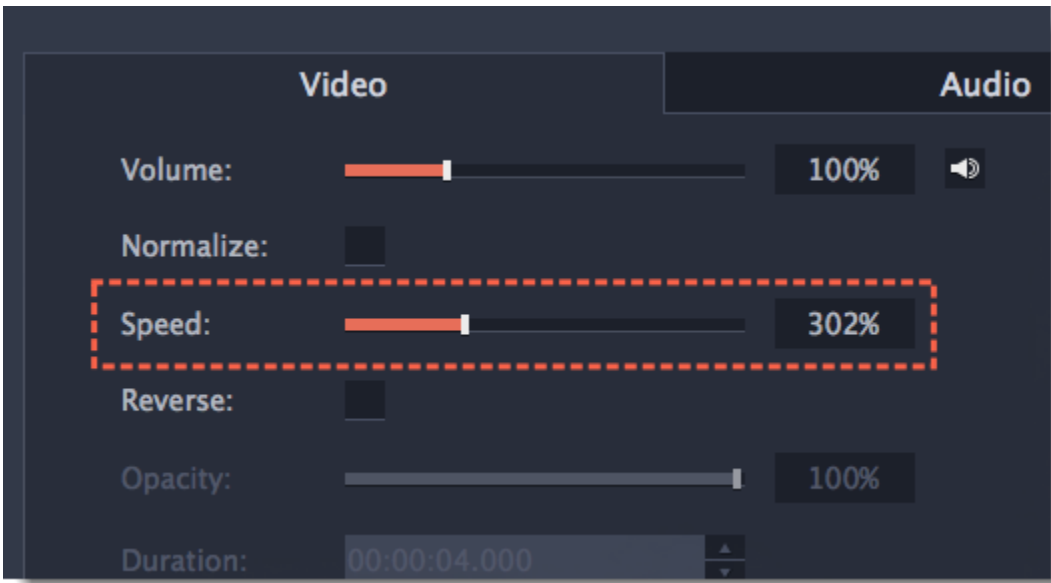 Video Audio
Volume: 100%
Normalize:
Speed: 302%
Reverse:
Opacity: 100%
Duration: 00:00:04.000